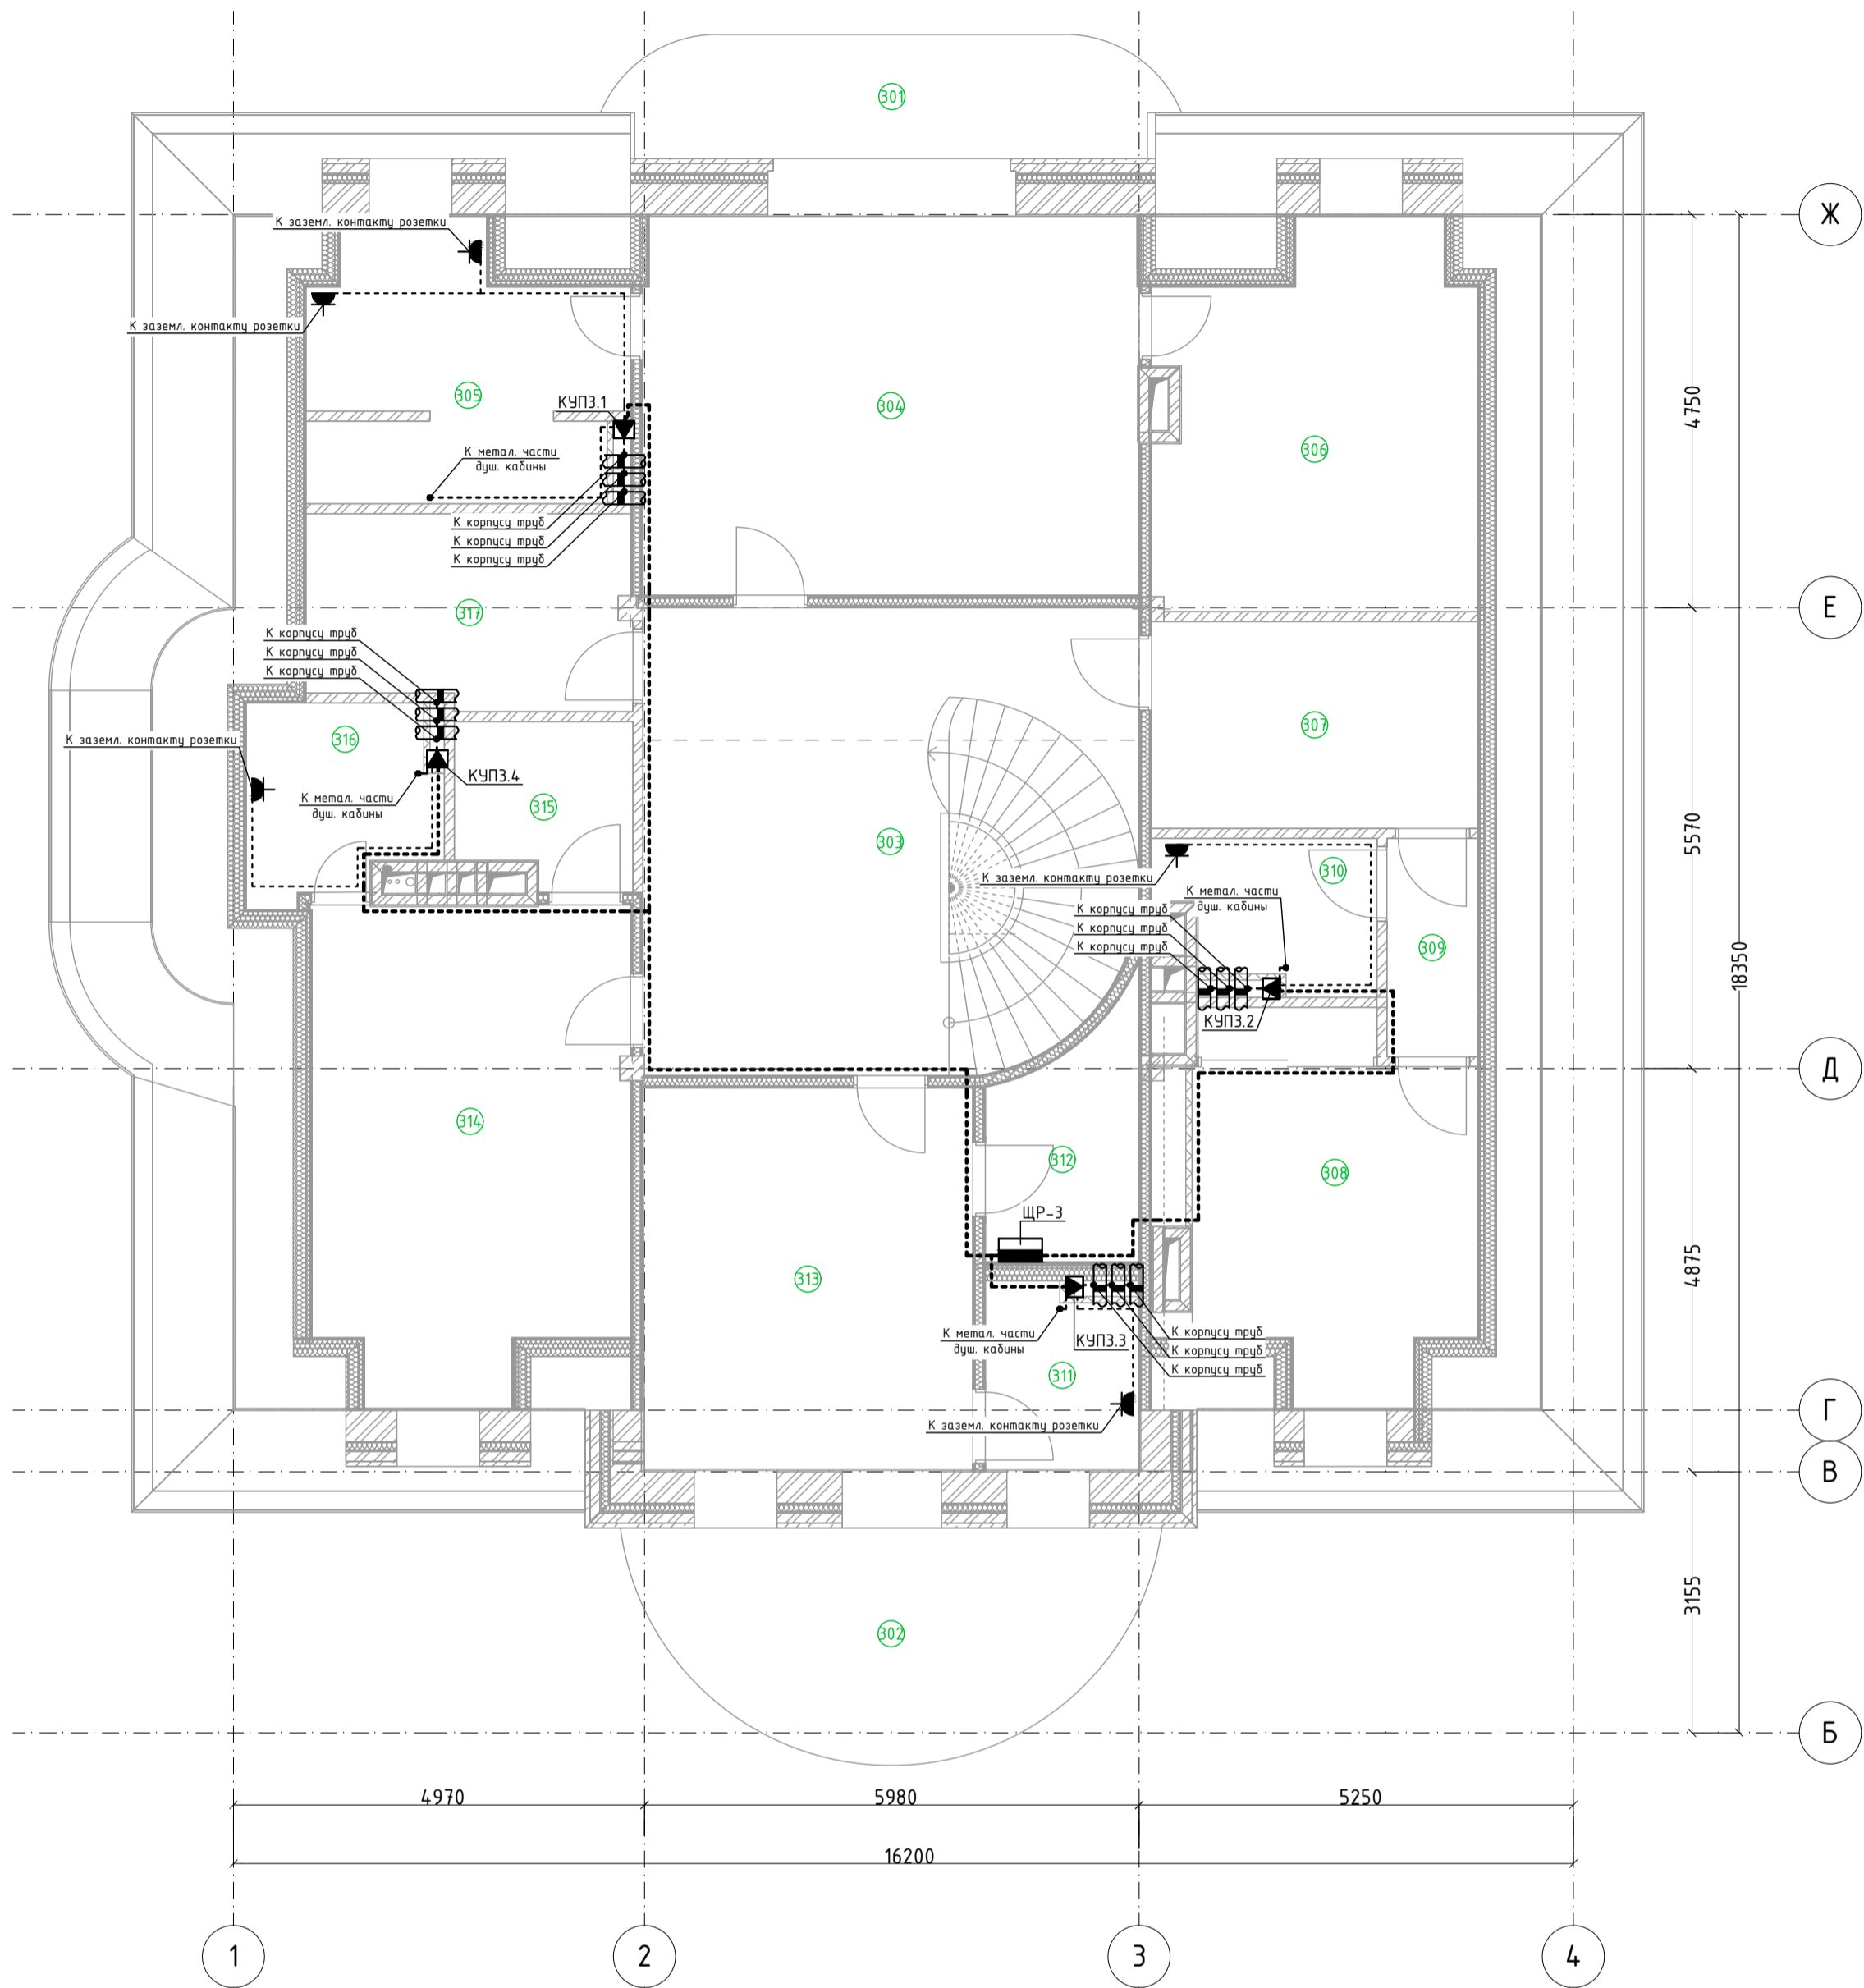 301
Ж
К заземл. контакту розетки
К заземл. контакту розетки
305
КУП3.1
304
4750
306
К метал. части
душ. кабины
К корпусу труб
К корпусу труб
К корпусу труб
Е
317
К корпусу труб
К корпусу труб
К корпусу труб
316
К заземл. контакту розетки
307
КУП3.4
К метал. части
душ. кабины
315
303
5570
К заземл. контакту розетки
310
К метал. части
душ. кабины
К корпусу труб
К корпусу труб
К корпусу труб
309
18350
КУП3.2
Д
314
312
308
ЩР-3
313
4875
К метал. части
душ. кабины
КУП3.3
К корпусу труб
К корпусу труб
К корпусу труб
311
Г
К заземл. контакту розетки
В
3155
302
Б
4970
5980
5250
16200
1
2
3
4